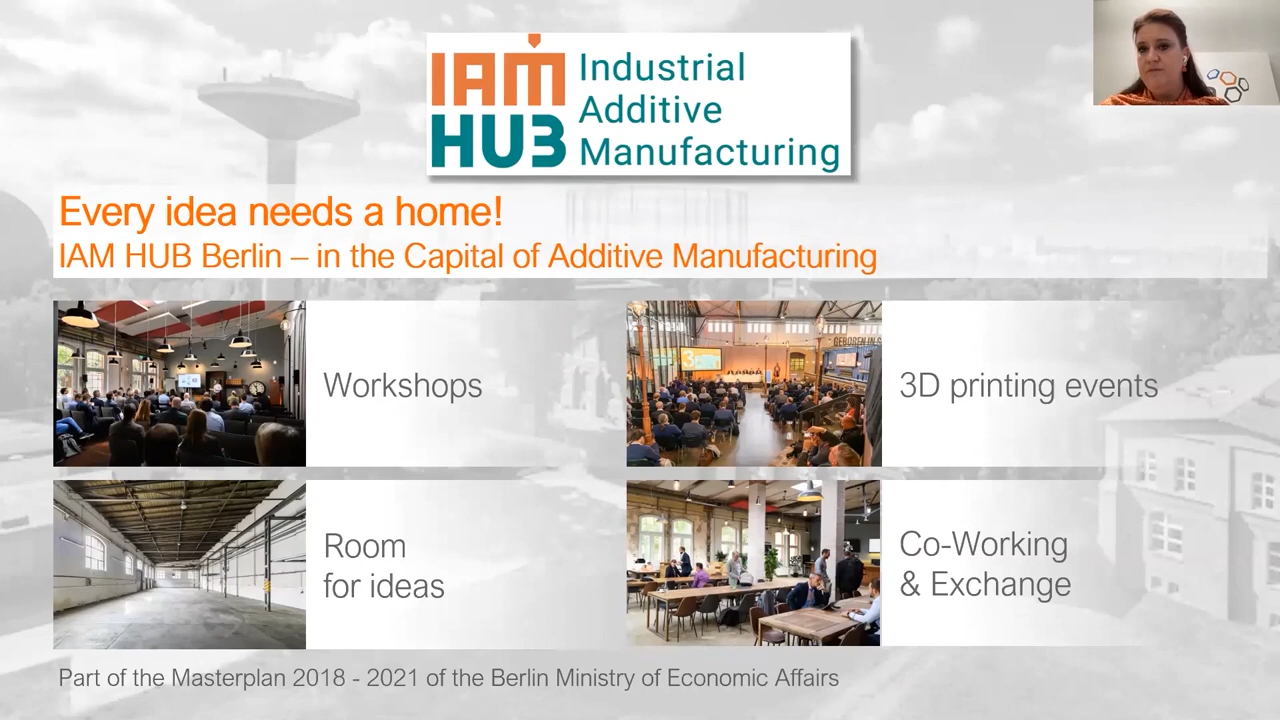 IAM
HUB
Industrial
Additive
Manufacturing
Every idea needs a home!
IAM HUB Berlin – in the Capital of Additive Manufacturing
Workshops
3D printing events
GEBOREN IN
Room
for ideas
Co-Working
& Exchange
Part of the Masterplan 2018 - 2021 of the Berlin Ministry of Economic Affairs